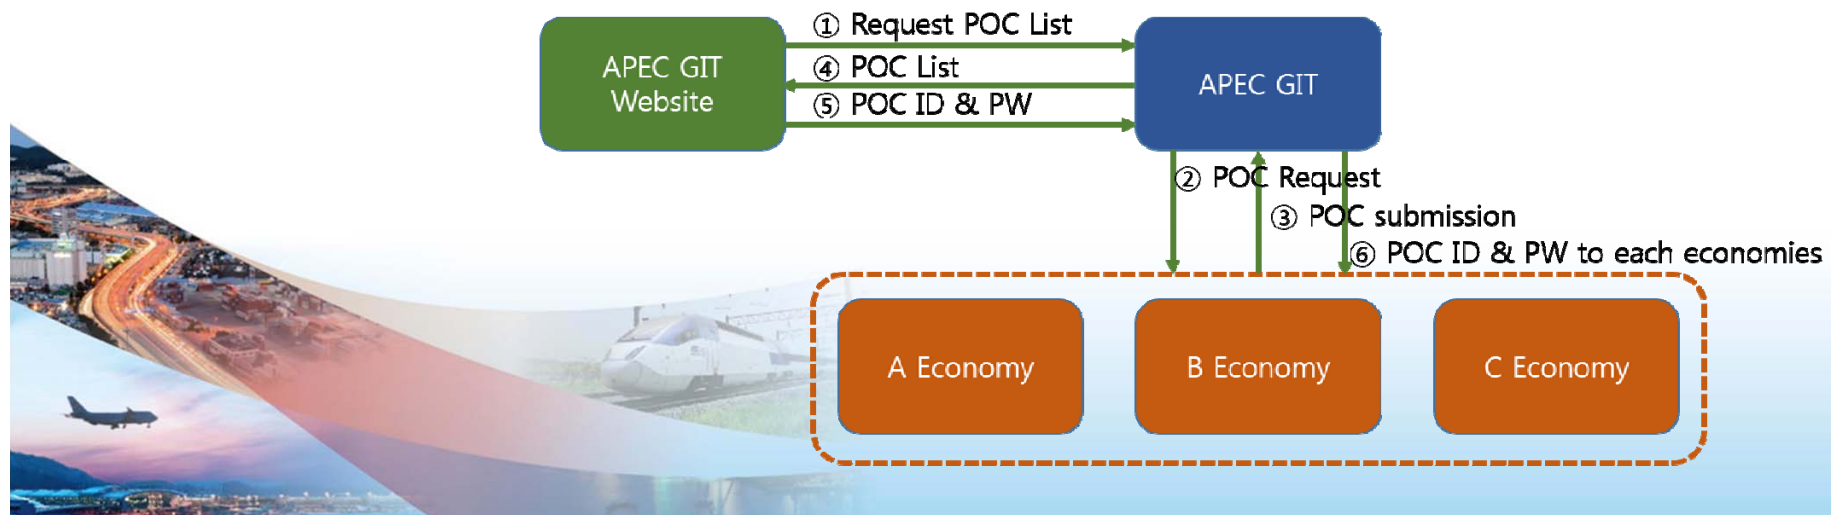 ① Request POC List
APEC GIT
Website
④ POC List
⑤ POC ID & PW
APEC GIT
② POC Request
③ POC submission
⑥ POC ID & PW to each economies
A Economy
B Economy
C Economy